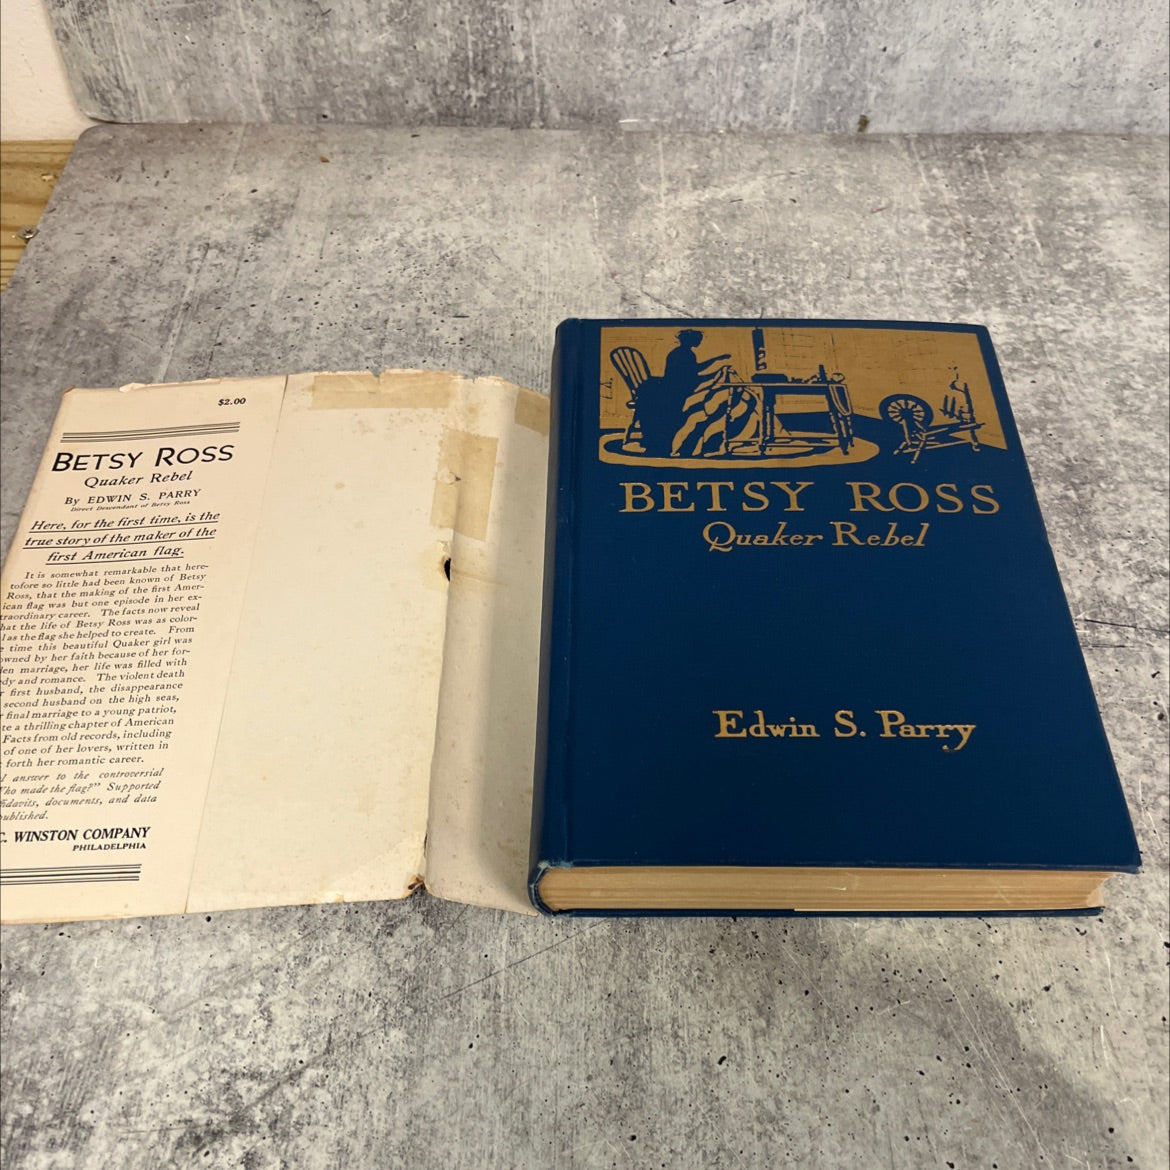 $2.00
BETSY ROSS
Quaker Rebel
By EDWIN S. PARRY
Direct Descendant of Betsy Ross
Here, for the first time, is the
true story of the maker of the
first American flag.
It is somewhat remarkable that here-
tofore so little had been known of Betsy
Ross, that the making of the first Amer-
ican flag was but one episode in her ex-
traordinary career. The facts now reveal
hat the life of Betsy Ross was as color-
l as the flag she helped to create. From
e time this beautiful Quaker girl was
owned by her faith because of her for-
den marriage, her life was filled with
edy and romance. The violent death
r first husband, the disappearance
second husband on the high seas,
r final marriage to a young patriot,
te a thrilling chapter of American
Facts from old records, including
of one of her lovers, written in
forth her romantic career.
l answer to the controversial
Who made the flag?" Supported
fidavits, documents, and data
published.
C. WINSTON COMPANY
PHILADELPHIA
BETSY ROSS
Quaker Rebel
Edwin S. Parry